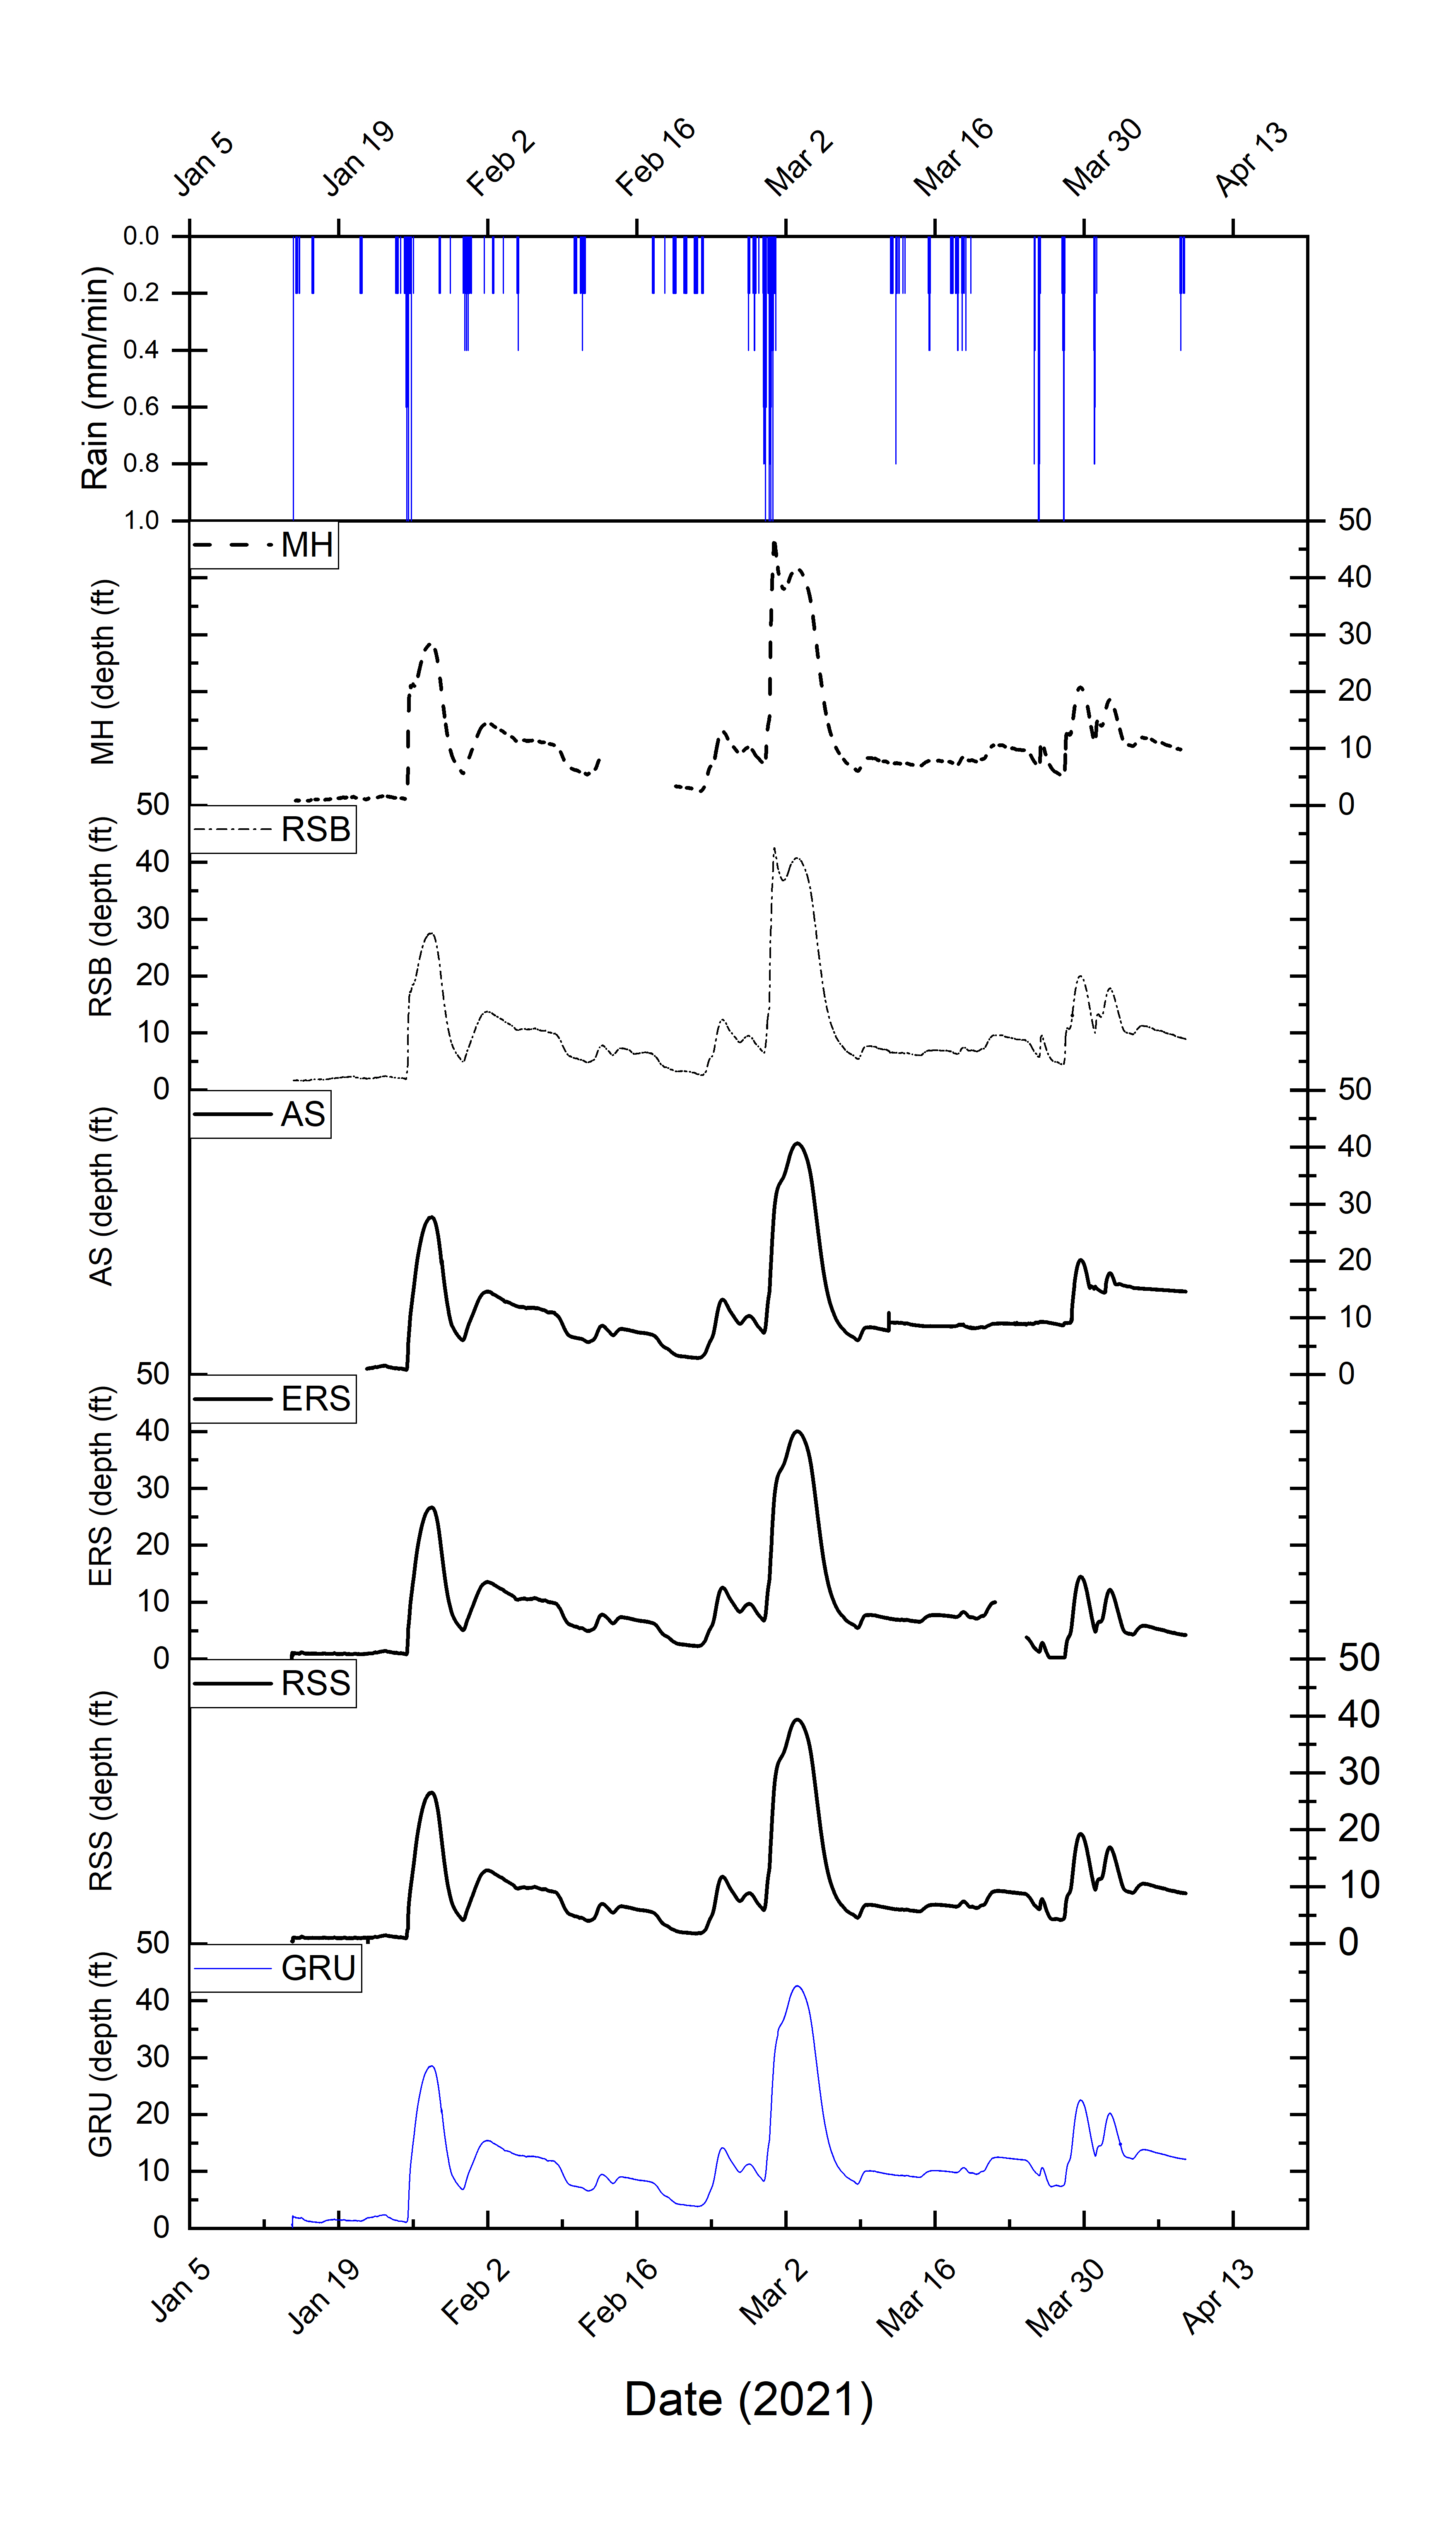 Jan 5
Jan 19
Feb 2
Feb 16
Mar 2
Mar 16
Mar 30
Apr 13
Rain (mm/min)
0.0
0.2
0.4
0.6
0.8
1.0
MH
MH (depth (ft)
50
40
30
20
10
0
RSB
RSB (depth (ft)
50
40
30
20
10
0
AS
AS (depth (ft)
50
40
30
20
10
0
ERS
ERS (depth (ft)
50
40
30
20
10
0
RSS
RSS (depth (ft)
50
40
30
20
10
0
GRU
GRU (depth (ft)
50
40
30
20
10
0
Jan 5
Jan 19
Feb 2
Feb 16
Mar 2
Mar 16
Mar 30
Apr 13
Date (2021)